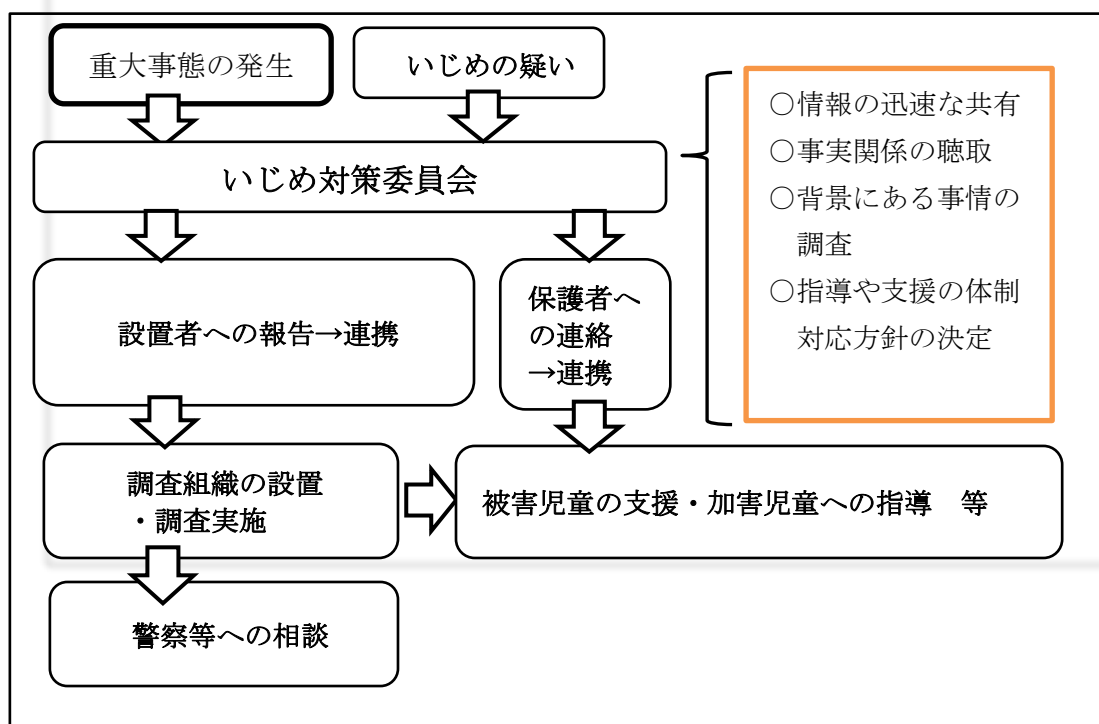 重大事態の発生
いじめの疑い
いじめ対策委員会
○情報の迅速な共有
○事実関係の聴取
○背景にある事情の
調査
○指導や支援の体制
対応方針の決定
設置者への報告→連携
保護者へ
の連絡
→連携
調査組織の設置
・調査実施
被害児童の支援・加害児童への指導　等
警察等への相談